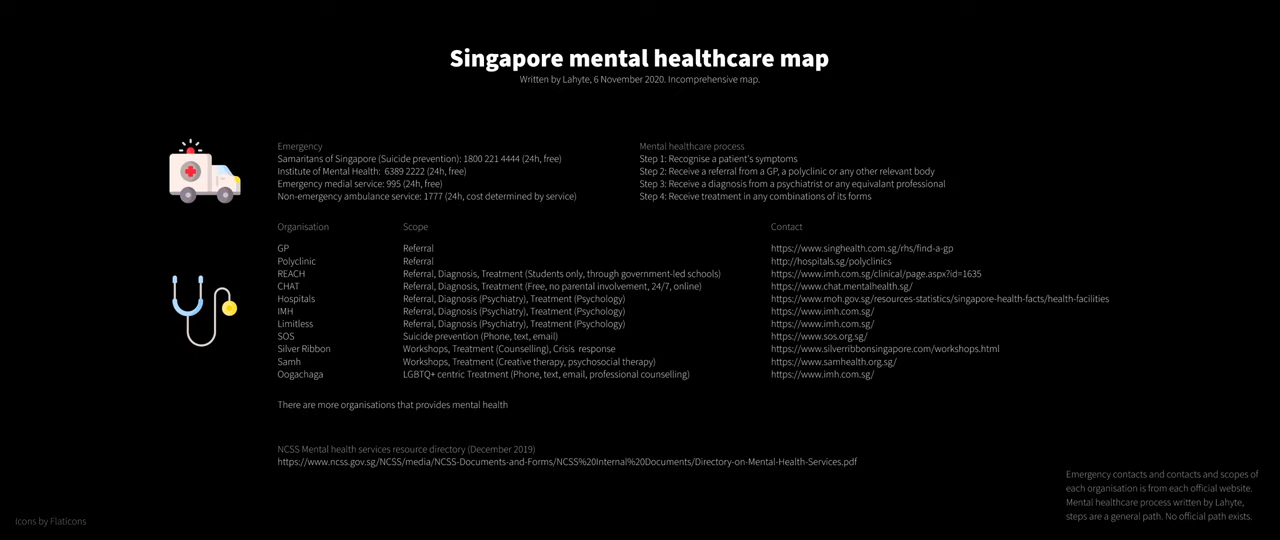 Singapore mental healthcare map
Written by Lahyte, 6 November 2020. Incomprehensive map.
Emergency
Samaritans of Singapore (Suicide prevention): 1800 221 4444 (24h, free)
Institute of Mental Health: 6389 2222 (24h, free)
Emergency medial service: 995 (24h, free)
Non-emergency ambulance service: 1777 (24h, cost determined by service)
Mental healthcare process
Step 1: Recognise a patient's symptoms
Step 2: Receive a referral from a GP, a polyclinic or any other relevant body
Step 3: Receive a diagnosis from a psychiatrist or any equivalant professional
Step 4: Receive treatment in any combinations of its forms
Organisation Scope Contact
GP Referral https://www.singhealth.com.sg/rhs/find-a-gp
Polyclinic Referral http://hospitals.sg/polyclinics
REACH Referral, Diagnosis, Treatment (Students only, through government-led schools) https://www.imh.com.sg/clinical/page.aspx?id=1635
CHAT Referral, Diagnosis, Treatment (Free, no parental involvement, 24/7, online) https://www.chat.mentalhealth.sg/
Hospitals Referral, Diagnosis (Psychiatry), Treatment (Psychology) https://www.moh.gov.sg/resources-statistics/singapore-health-facts/health-facilities
IMH Referral, Diagnosis (Psychiatry), Treatment (Psychology) https://www.imh.com.sg/
Limitless Referral, Diagnosis (Psychiatry), Treatment (Psychology) https://www.imh.com.sg/
SOS Suicide prevention (Phone, text, email) https://www.sos.org.sg/
Silver Ribbon Workshops, Treatment (Counselling), Crisis response https://www.silverribbonsingapore.com/workshops.html
Samh Workshops, Treatment (Creative therapy, psychosocial therapy) https://www.samhealth.org.sg/
Oogachaga LGBTQ+ centric Treatment (Phone, text, email, professional counselling) https://www.imh.com.sg/
There are more organisations that provides mental health
NCSS Mental health services resource directory (December 2019)
https://www.ncss.gov.sg/NCSS/media/NCSS-Documents-and-Forms/NCSS%20Internal%20Documents/Directory-on-Mental-Health-Services.pdf
Emergency contacts and contacts and scopes of
each organisation is from each official website.
Mental healthcare process written by Lahyte,
steps are a general path. No official path exists.
Icons by Flaticons